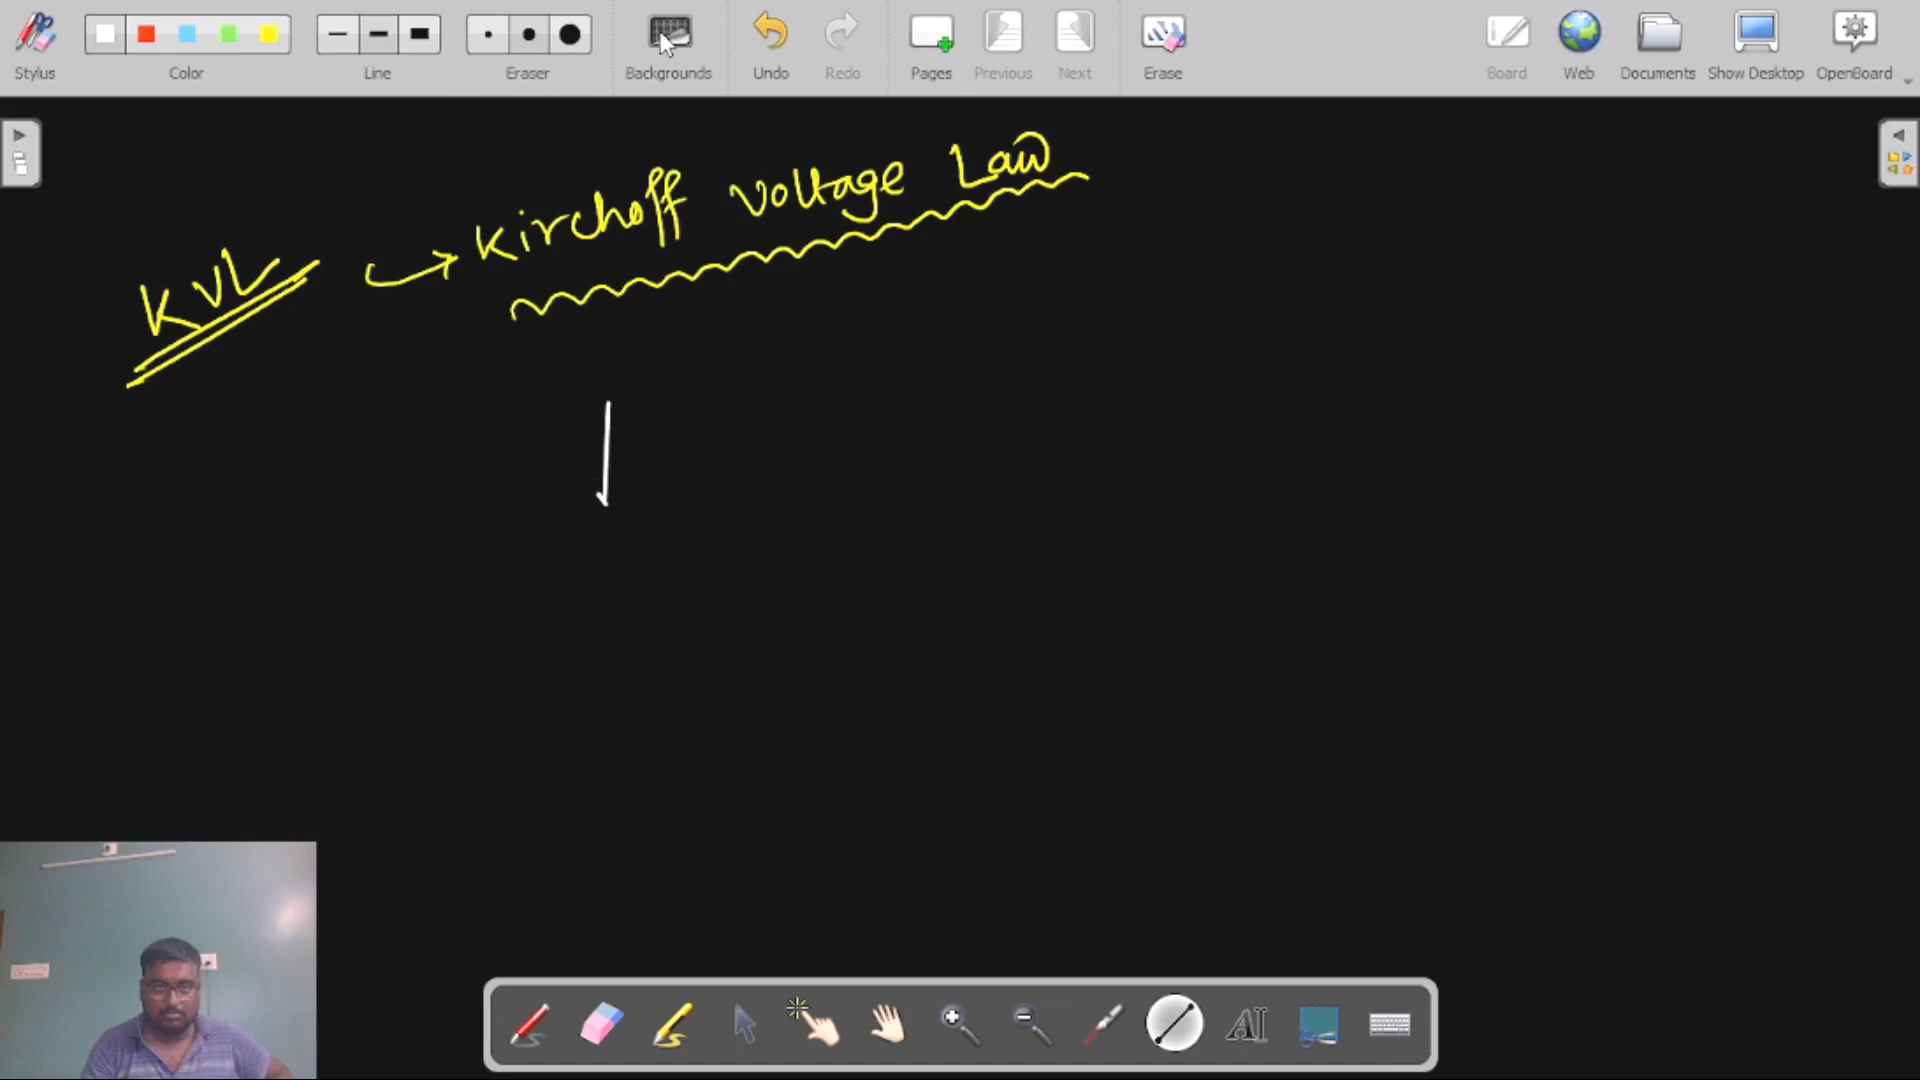 Stylus Color Line Eraser Backgrounds Undo Redo Pages Previous Next Erase Board Web Documents Show Desktop OpenBoard
KVL → Kirchoff Voltage Law